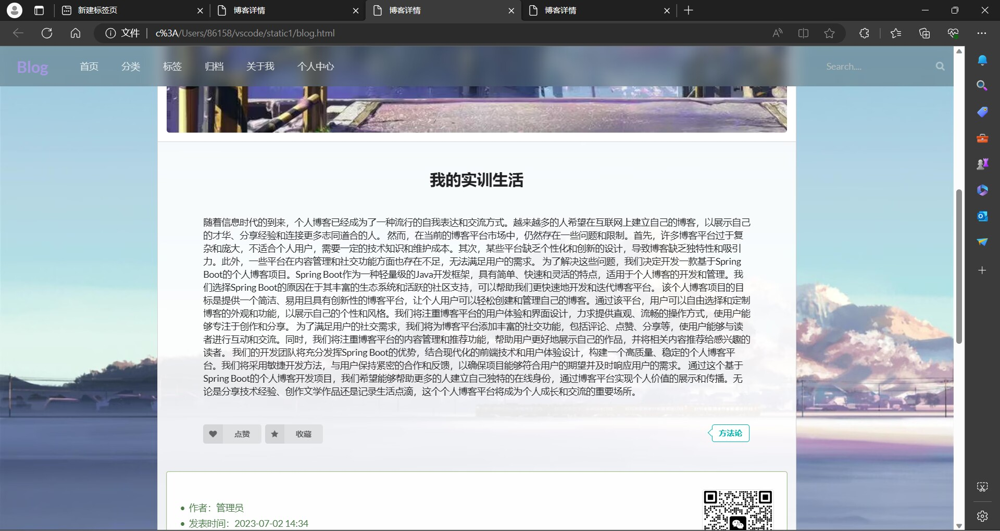 新建标签页
博客详情
博客详情
博客详情
文件
c%3A/Users/86158/vscode/static1/blog.html
Blog
首页
分类
标签
归档
关于我
个人中心
Search....
我的实训生活
随着信息时代的到来，个人博客已经成为了一种流行的自我表达和交流方式。越来越多的人希望在互联网上建立自己的博客，以展示自己
的才华、分享经验和连接更多志同道合的人。 然而，在当前的博客平台市场中，仍然存在一些问题和限制。首先，许多博客平台过于复
杂和庞大，不适合个人用户，需要一定的技术知识和维护成本。其次，某些平台缺乏个性化和创新的设计，导致博客缺乏独特性和吸引
力。此外，一些平台在内容管理和社交功能方面也存在不足，无法满足用户的需求。 为了解决这些问题，我们决定开发一款基于Spring
Boot的个人博客项目。Spring Boot作为一种轻量级的Java开发框架，具有简单、快速和灵活的特点，适用于个人博客的开发和管理。我
们选择Spring Boot的原因在于其丰富的生态系统和活跃的社区支持，可以帮助我们更快速地开发和迭代博客平台。 该个人博客项目的目
标是提供一个简洁、易用且具有创新性的博客平台，让个人用户可以轻松创建和管理自己的博客。通过该平台，用户可以自由选择和定制
博客的外观和功能，以展示自己的个性和风格。我们将注重博客平台的用户体验和界面设计，力求提供直观、流畅的操作方式，使用户能
够专注于创作和分享。 为了满足用户的社交需求，我们将为博客平台添加丰富的社交功能，包括评论、点赞、分享等，使用户能够与读
者进行互动和交流。同时，我们将注重博客平台的内容管理和推荐功能，帮助用户更好地展示自己的作品，并将相关内容推荐给感兴趣的
读者。 我们的开发团队将充分发挥Spring Boot的优势，结合现代化的前端技术和用户体验设计，构建一个高质量、稳定的个人博客平
台。我们将采用敏捷开发方法，与用户保持紧密的合作和反馈，以确保项目能够符合用户的期望并及时响应用户的需求。 通过这个基于
Spring Boot的个人博客开发项目，我们希望能够帮助更多的人建立自己独特的在线身份，通过博客平台实现个人价值的展示和传播。无
论是分享技术经验、创作文学作品还是记录生活点滴，这个个人博客平台将成为个人成长和交流的重要场所。
点赞
收藏
方法论
作者：管理员
发表时间：2023-07-02 14:34